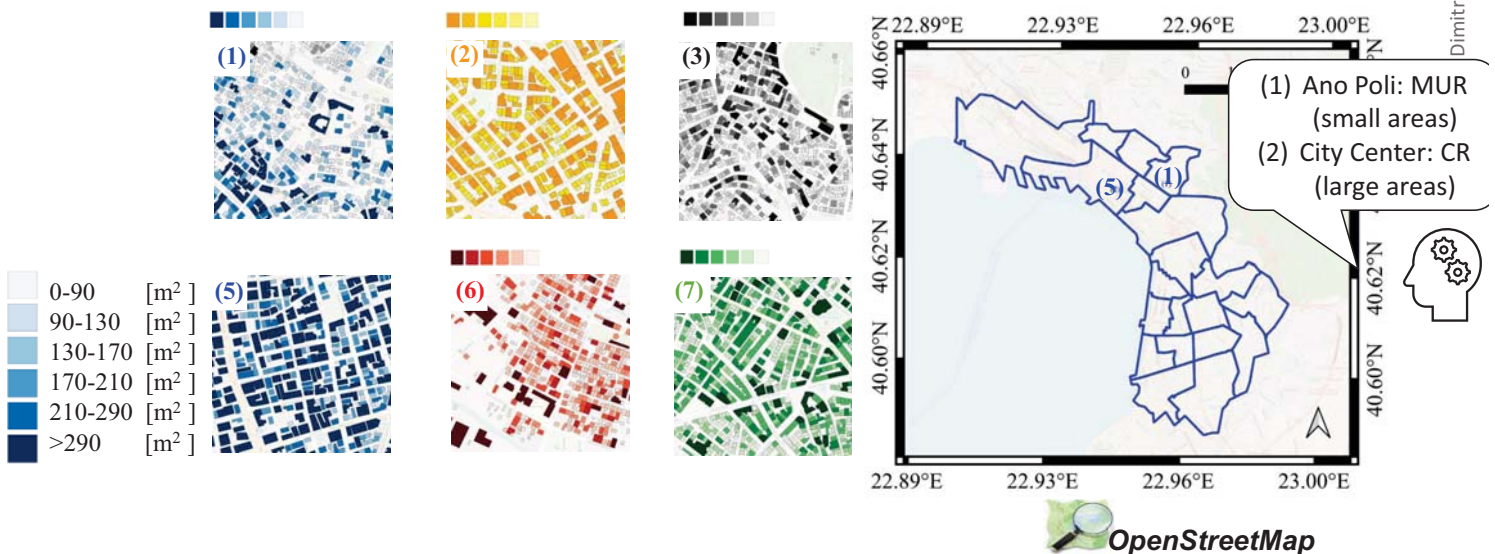 (1)
(2)
(3)
0-90 [m² ]
90-130 [m² ]
130-170 [m² ]
170-210 [m² ]
210-290 [m² ]
>290 [m² ]
(5)
(6)
(7)
22.89°E 22.93°E 22.96°E 23.00°E
40.66°N
40.64°N
40.62°N
40.60°N
0
(5)
(1)
(1) Ano Poli: MUR
(small areas)
(2) City Center: CR
(large areas)
Dimitr
40.62°N
40.60°N
22.89°E 22.93°E 22.96°E 23.00°E
OpenStreetMap